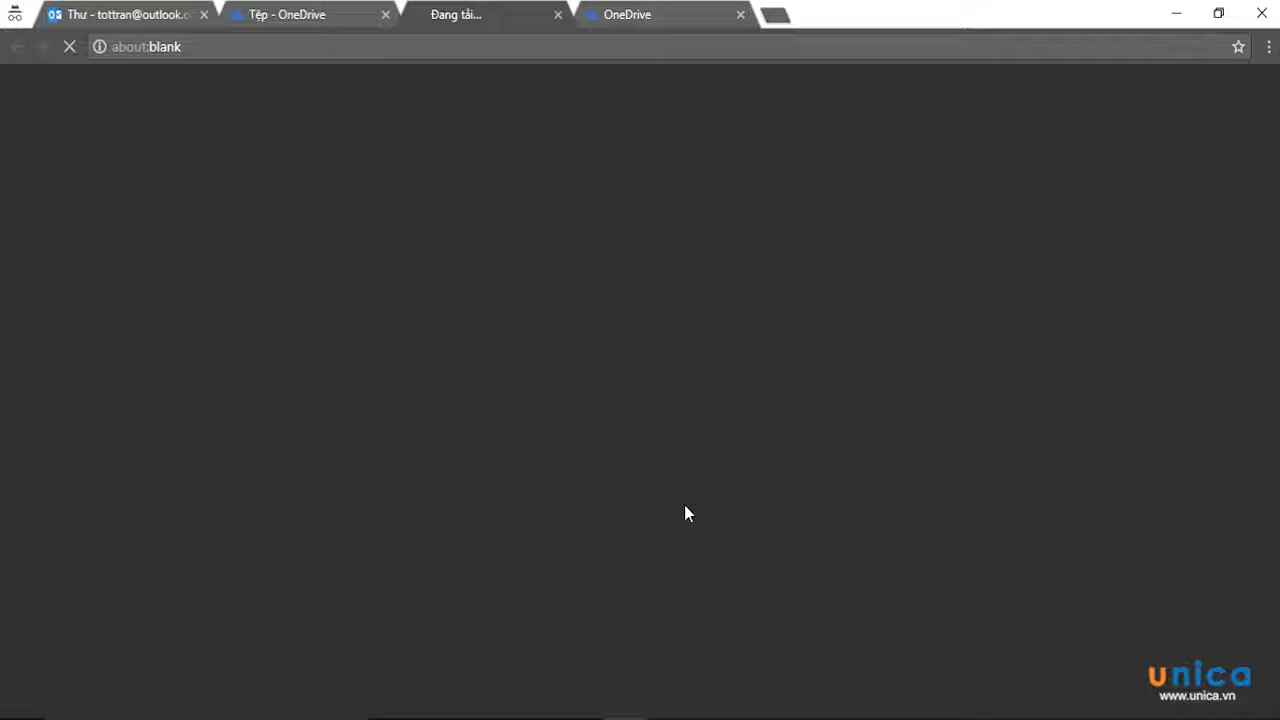 Thư - tottran@outlook.c
Tệp - OneDrive
Đang tải...
OneDrive
about:blank
unica
www.unica.vn